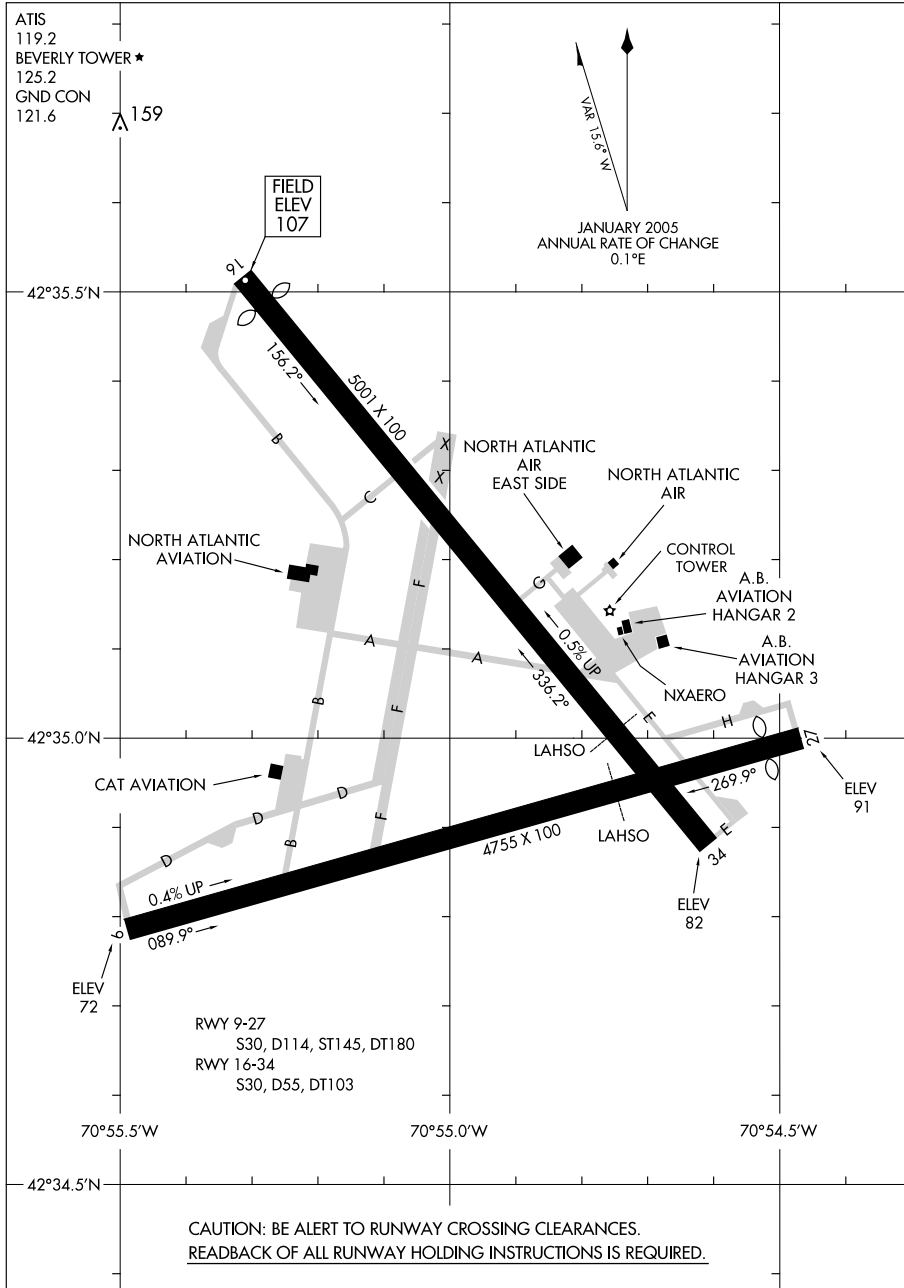 ATIS
119.2
BEVERLY TOWER ★
125.2
GND CON
121.6
159
VAR 15.6° W
JANUARY 2005
ANNUAL RATE OF CHANGE
0.1°E
FIELD
ELEV
107
16
42°35.5'N
156.2°
5001 X 100
B
X
X
C
NORTH ATLANTIC
AIR
EAST SIDE
NORTH ATLANTIC
AIR
NORTH ATLANTIC
AVIATION
CONTROL
TOWER
F
G
A.B.
AVIATION
HANGAR 2
A
A
0.5% UP
336.2°
A.B.
AVIATION
HANGAR 3
NXAERO
B
F
E
H
42°35.0'N
LAHSO
27
CAT AVIATION
D
D
D
269.9°
ELEV
91
F
B
4755 X 100
LAHSO
E
34
0.4% UP
089.9°
9
ELEV
82
ELEV
72
RWY 9-27
S30, D114, ST145, DT180
RWY 16-34
S30, D55, DT103
70°55.5'W
70°55.0'W
70°54.5'W
42°34.5'N
CAUTION: BE ALERT TO RUNWAY CROSSING CLEARANCES.
READBACK OF ALL RUNWAY HOLDING INSTRUCTIONS IS REQUIRED.